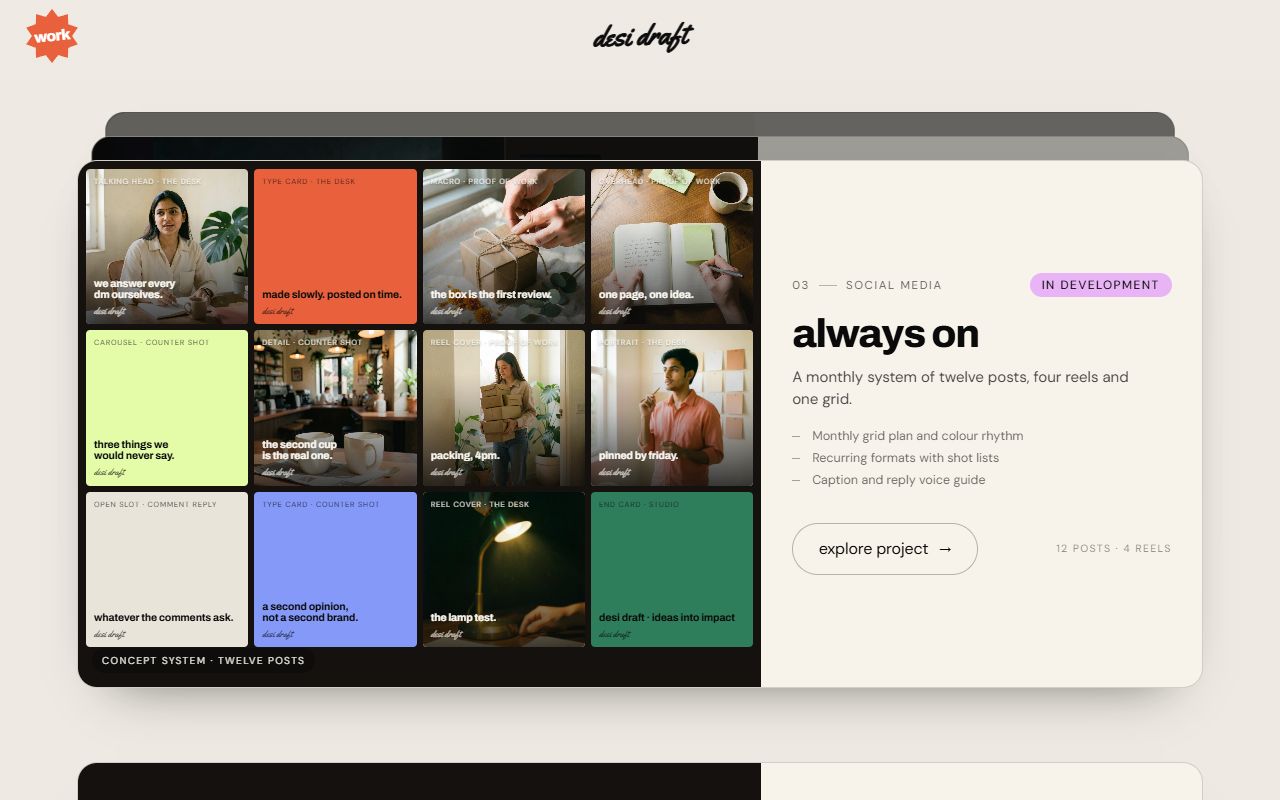 work
desi draft
TALKING HEAD · THE DESK
we answer every
dm ourselves.
desi draft
TYPE CARD · THE DESK
made slowly. posted on time.
desi draft
MACRO · PROOF OF WORK
the box is the first review.
desi draft
OVERHEAD · PROOF OF WORK
one page, one idea.
desi draft
CAROUSEL · COUNTER SHOT
three things we
would never say.
desi draft
DETAIL · COUNTER SHOT
the second cup
is the real one.
desi draft
REEL COVER · PROOF OF WORK
packing, 4pm.
desi draft
PORTRAIT · THE DESK
pinned by friday.
desi draft
OPEN SLOT · COMMENT REPLY
whatever the comments ask.
desi draft
TYPE CARD · COUNTER SHOT
a second opinion,
not a second brand.
desi draft
REEL COVER · THE DESK
the lamp test.
desi draft
END CARD · STUDIO
desi draft · ideas into impact
desi draft
CONCEPT SYSTEM · TWELVE POSTS
03 — SOCIAL MEDIA
IN DEVELOPMENT
always on
A monthly system of twelve posts, four reels and
one grid.
— Monthly grid plan and colour rhythm
— Recurring formats with shot lists
— Caption and reply voice guide
explore project →
12 POSTS · 4 REELS